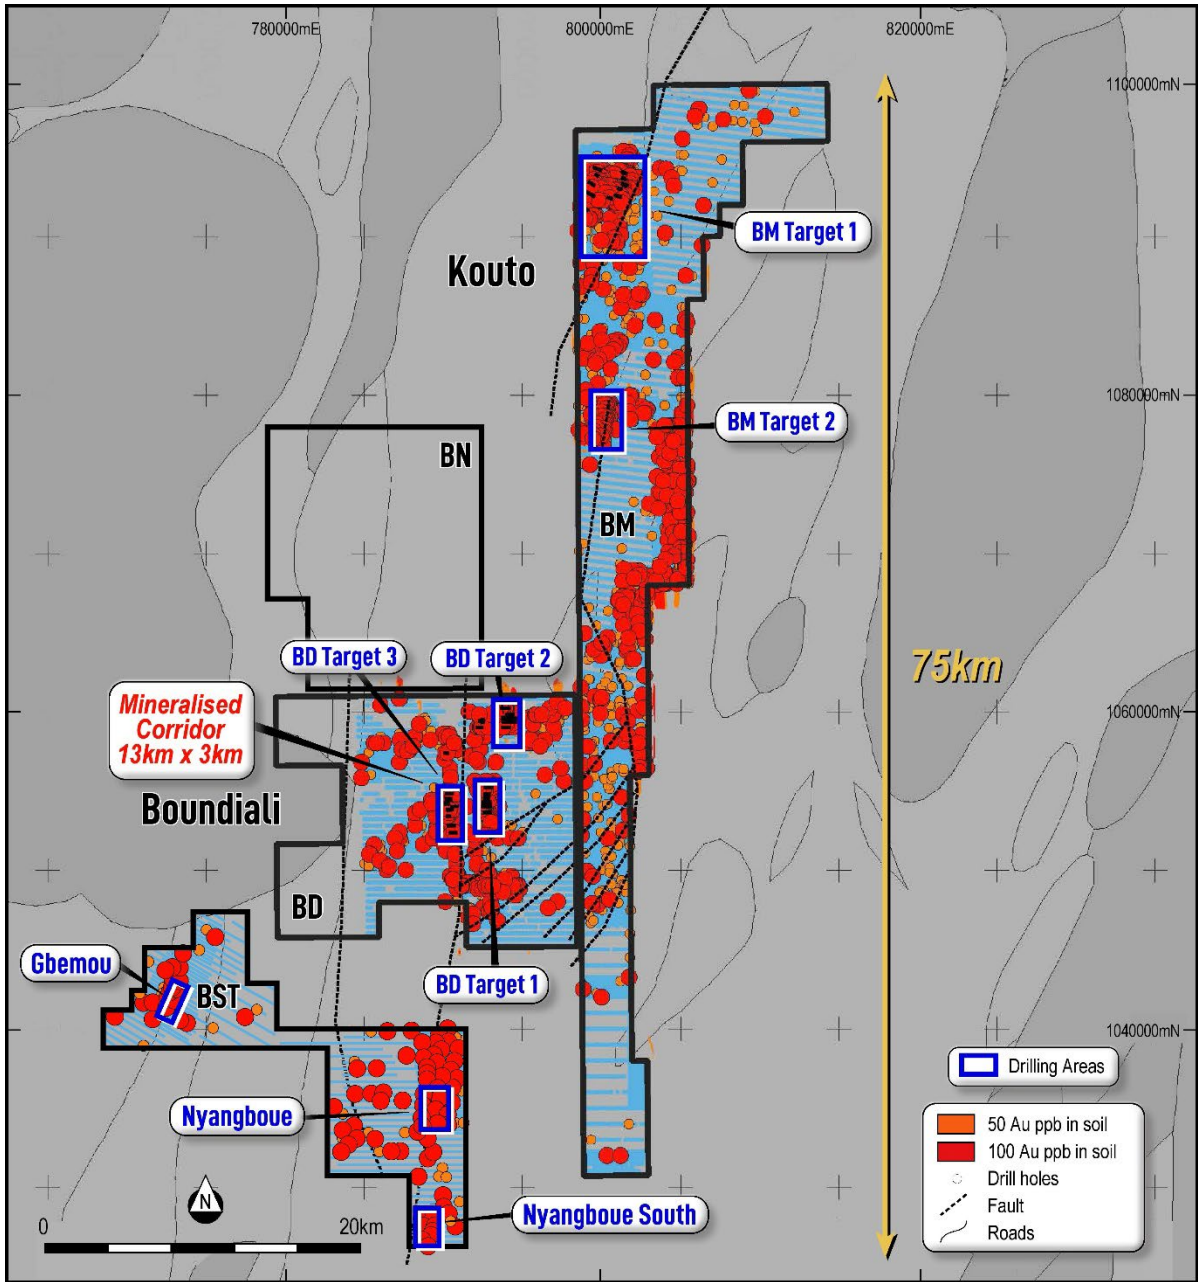 780000mE
800000mE
820000mE
1100000mN
BM Target 1
Kouto
1080000mN
BM Target 2
BN
BM
BD Target 3
BD Target 2
75km
Mineralised
Corridor
13km x 3km
1060000mN
Boundiali
BD
Gbemou
BD Target 1
BST
1040000mN
Drilling Areas
Nyangboue
50 Au ppb in soil
100 Au ppb in soil
Drill holes
Fault
Roads
N
Nyangboue South
0
20km